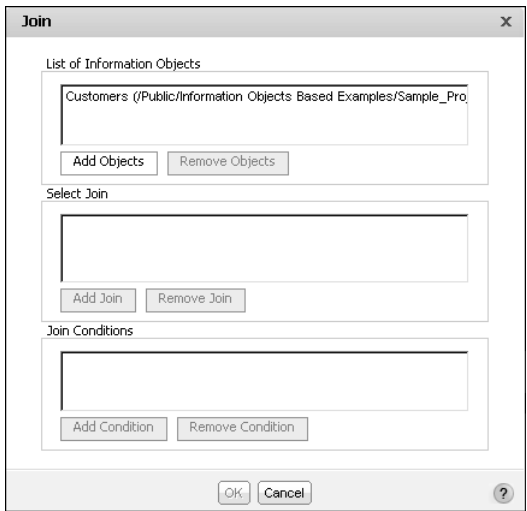 Join x
List of Information Objects
Customers (/Public/Information Objects Based Examples/Sample_Pro
Add Objects Remove Objects
Select Join
Add Join Remove Join
Join Conditions
Add Condition Remove Condition
OK Cancel ?